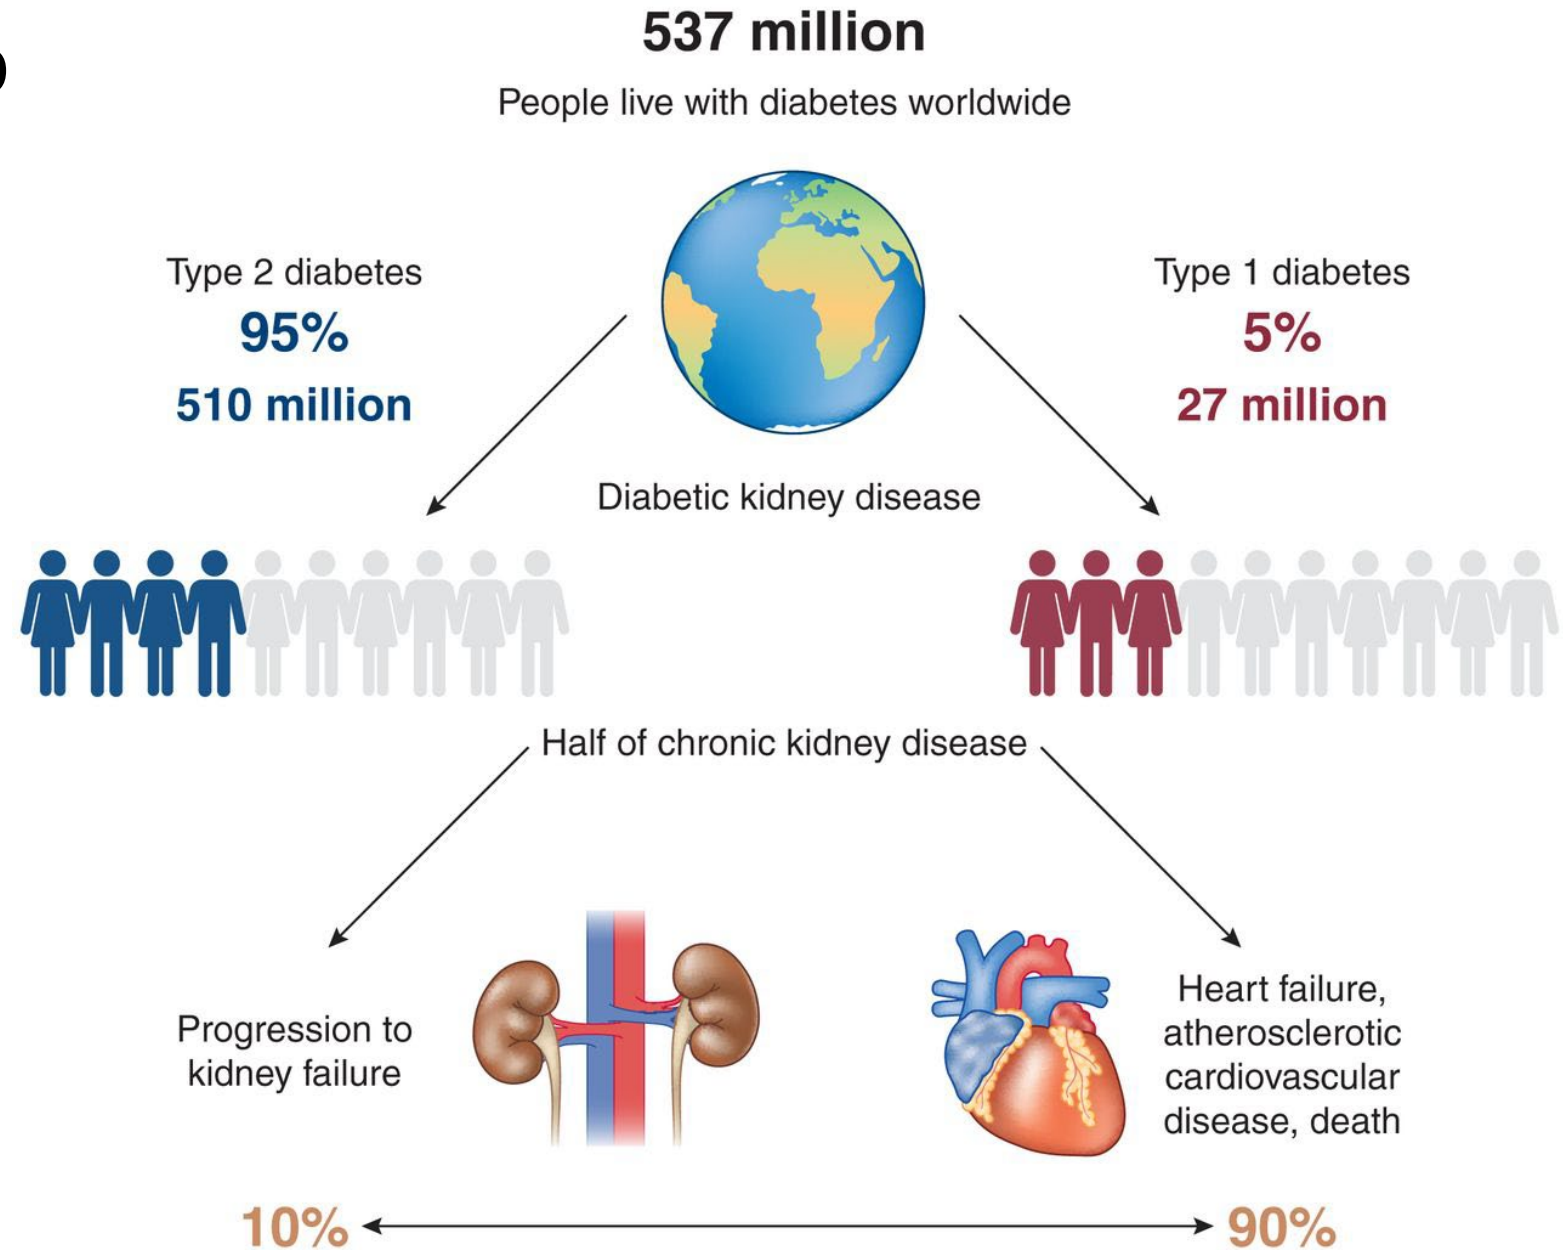 537 million
People live with diabetes worldwide
Type 2 diabetes
95%
510 million
Type 1 diabetes
5%
27 million
Diabetic kidney disease
Half of chronic kidney disease
Progression to
kidney failure
Heart failure,
atherosclerotic
cardiovascular
disease, death
10%
90%